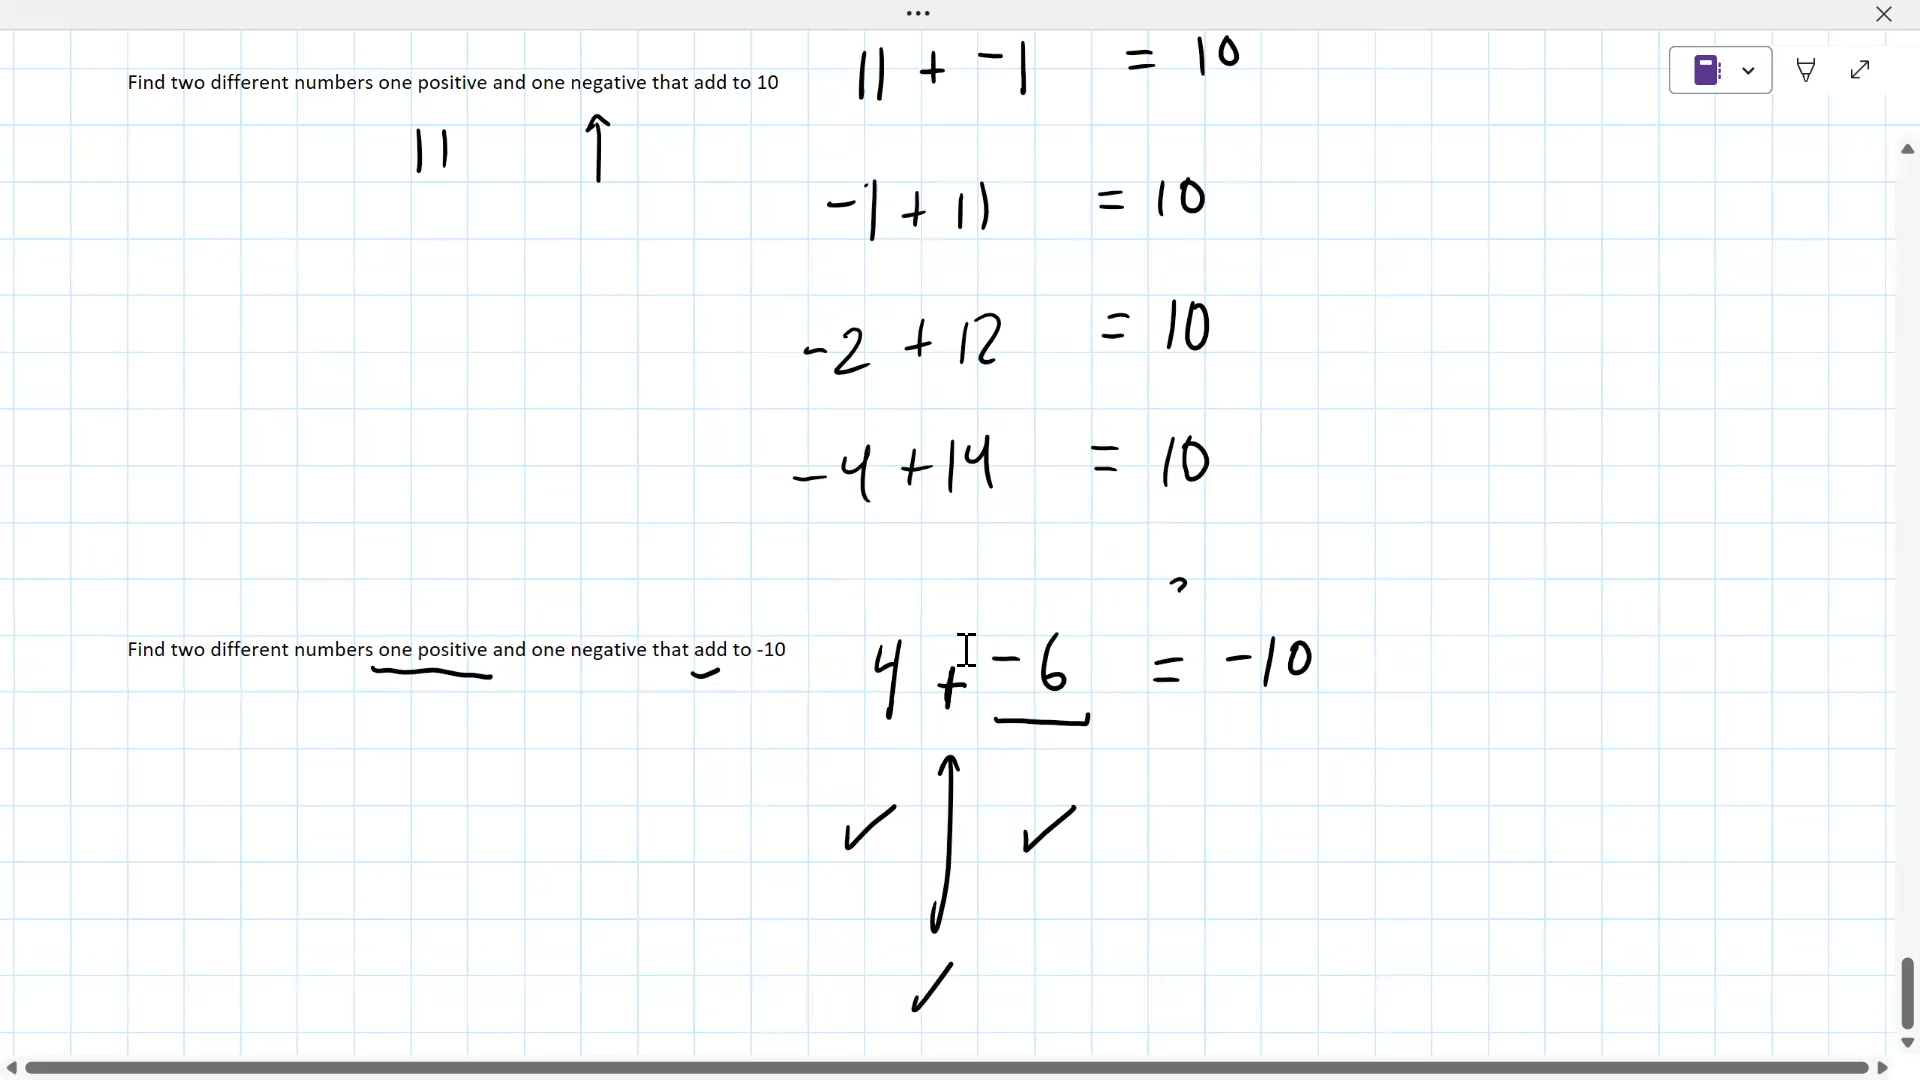 11 + -1 = 10
Find two different numbers one positive and one negative that add to 10
11
-1 + 11 = 10
-2 + 12 = 10
-4 + 14 = 10
?
Find two different numbers one positive and one negative that add to -10
4 + -6 = -10